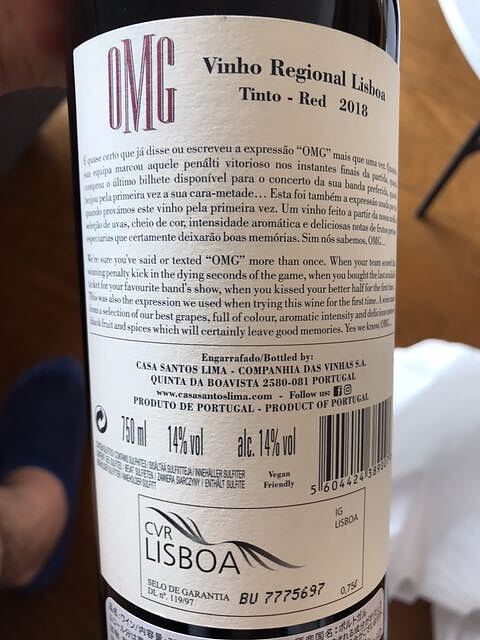 OMG
Vinho Regional Lisboa
Tinto - Red 2018
É quase certo que já disse ou escreveu a expressão "OMG" mais que uma vez.
sua equipa marcou aquele penálti vitorioso nos instantes finais da partida,
comprou o último bilhete disponível para o concerto da sua banda preferida,
beijou pela primeira vez a sua cara-metade... Esta foi também a expressão
quando provámos este vinho pela primeira vez. Um vinho feito a partir da nossa
selecção de uvas, cheio de cor, intensidade aromática e deliciosas notas de frutos
especiarias que certamente deixarão boas memórias. Sim nós sabemos, OMG...
We're sure you've said or texted "OMG" more than once. When your team scored
winning penalty kick in the dying seconds of the game, when you bought the last
ticket for your favourite band's show, when you kissed your better half for the first
This was also the expression we used when trying this wine for the first time. A wine
from a selection of our best grapes, full of colour, aromatic intensity and delicious
black fruit and spices which will certainly leave good memories. Yes we know, OMG...
Engarrafado/Bottled by:
CASA SANTOS LIMA - COMPANHIA DAS VINHAS S.A.
QUINTA DA BOAVISTA 2580-081 PORTUGAL
www.casasantoslima.com - Follow us:
PRODUTO DE PORTUGAL - PRODUCT OF PORTUGAL
750 ml 14% vol alc. 14% vol
Vegan
Friendly
5 604424
CVR
LISBOA
IG
LISBOA
SELO DE GARANTIA
DL nº. 119/97
BU 7775697
0,75ℓ